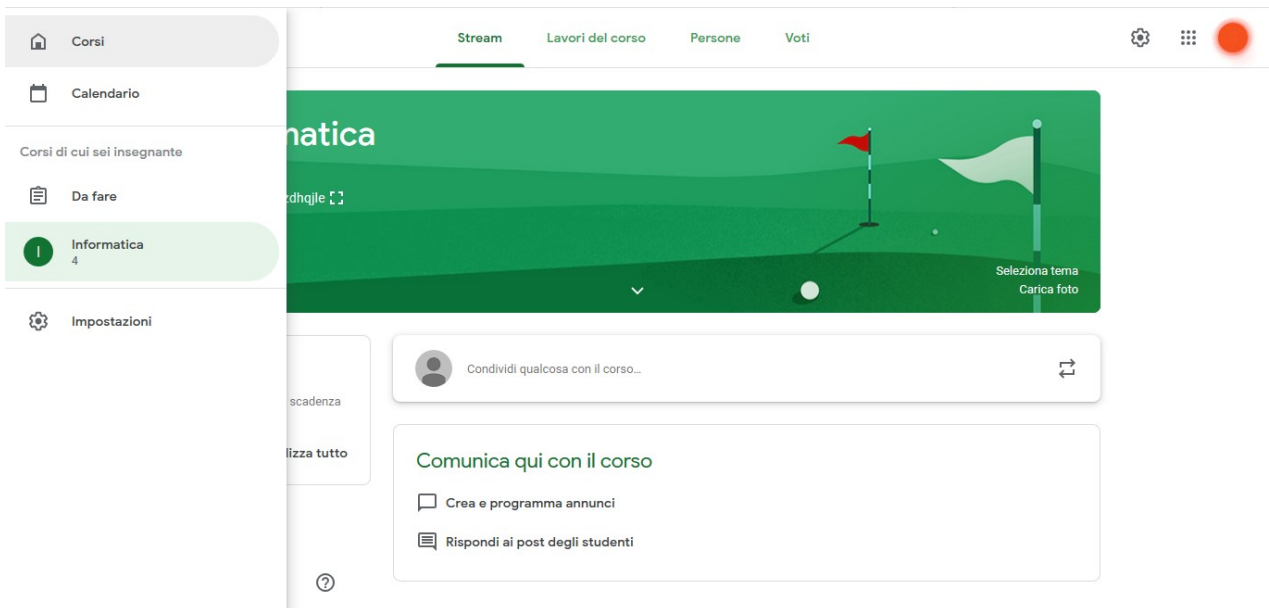 Corsi
Calendario
Corsi di cui sei insegnante
Da fare
I
Informatica
4
Impostazioni
Stream Lavori del corso Persone Voti
matica
zdhqjle
Seleziona tema
Carica foto
scadenza
lizza tutto
Condividi qualcosa con il corso...
Comunica qui con il corso
Crea e programma annunci
Rispondi ai post degli studenti